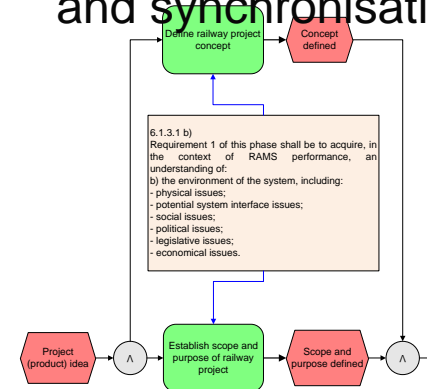 and synchronisati
Define railway project
concept
Concept
defined
6.1.3.1 b)
Requirement 1 of this phase shall be to acquire, in
the context of RAMS performance, an
understanding of:
b) the environment of the system, including:
- physical issues;
- potential system interface issues;
- social issues;
- political issues;
- legislative issues;
- economical issues.
Project
(product) idea
Λ
Establish scope and
purpose of railway
project
Scope and
purpose defined
Λ